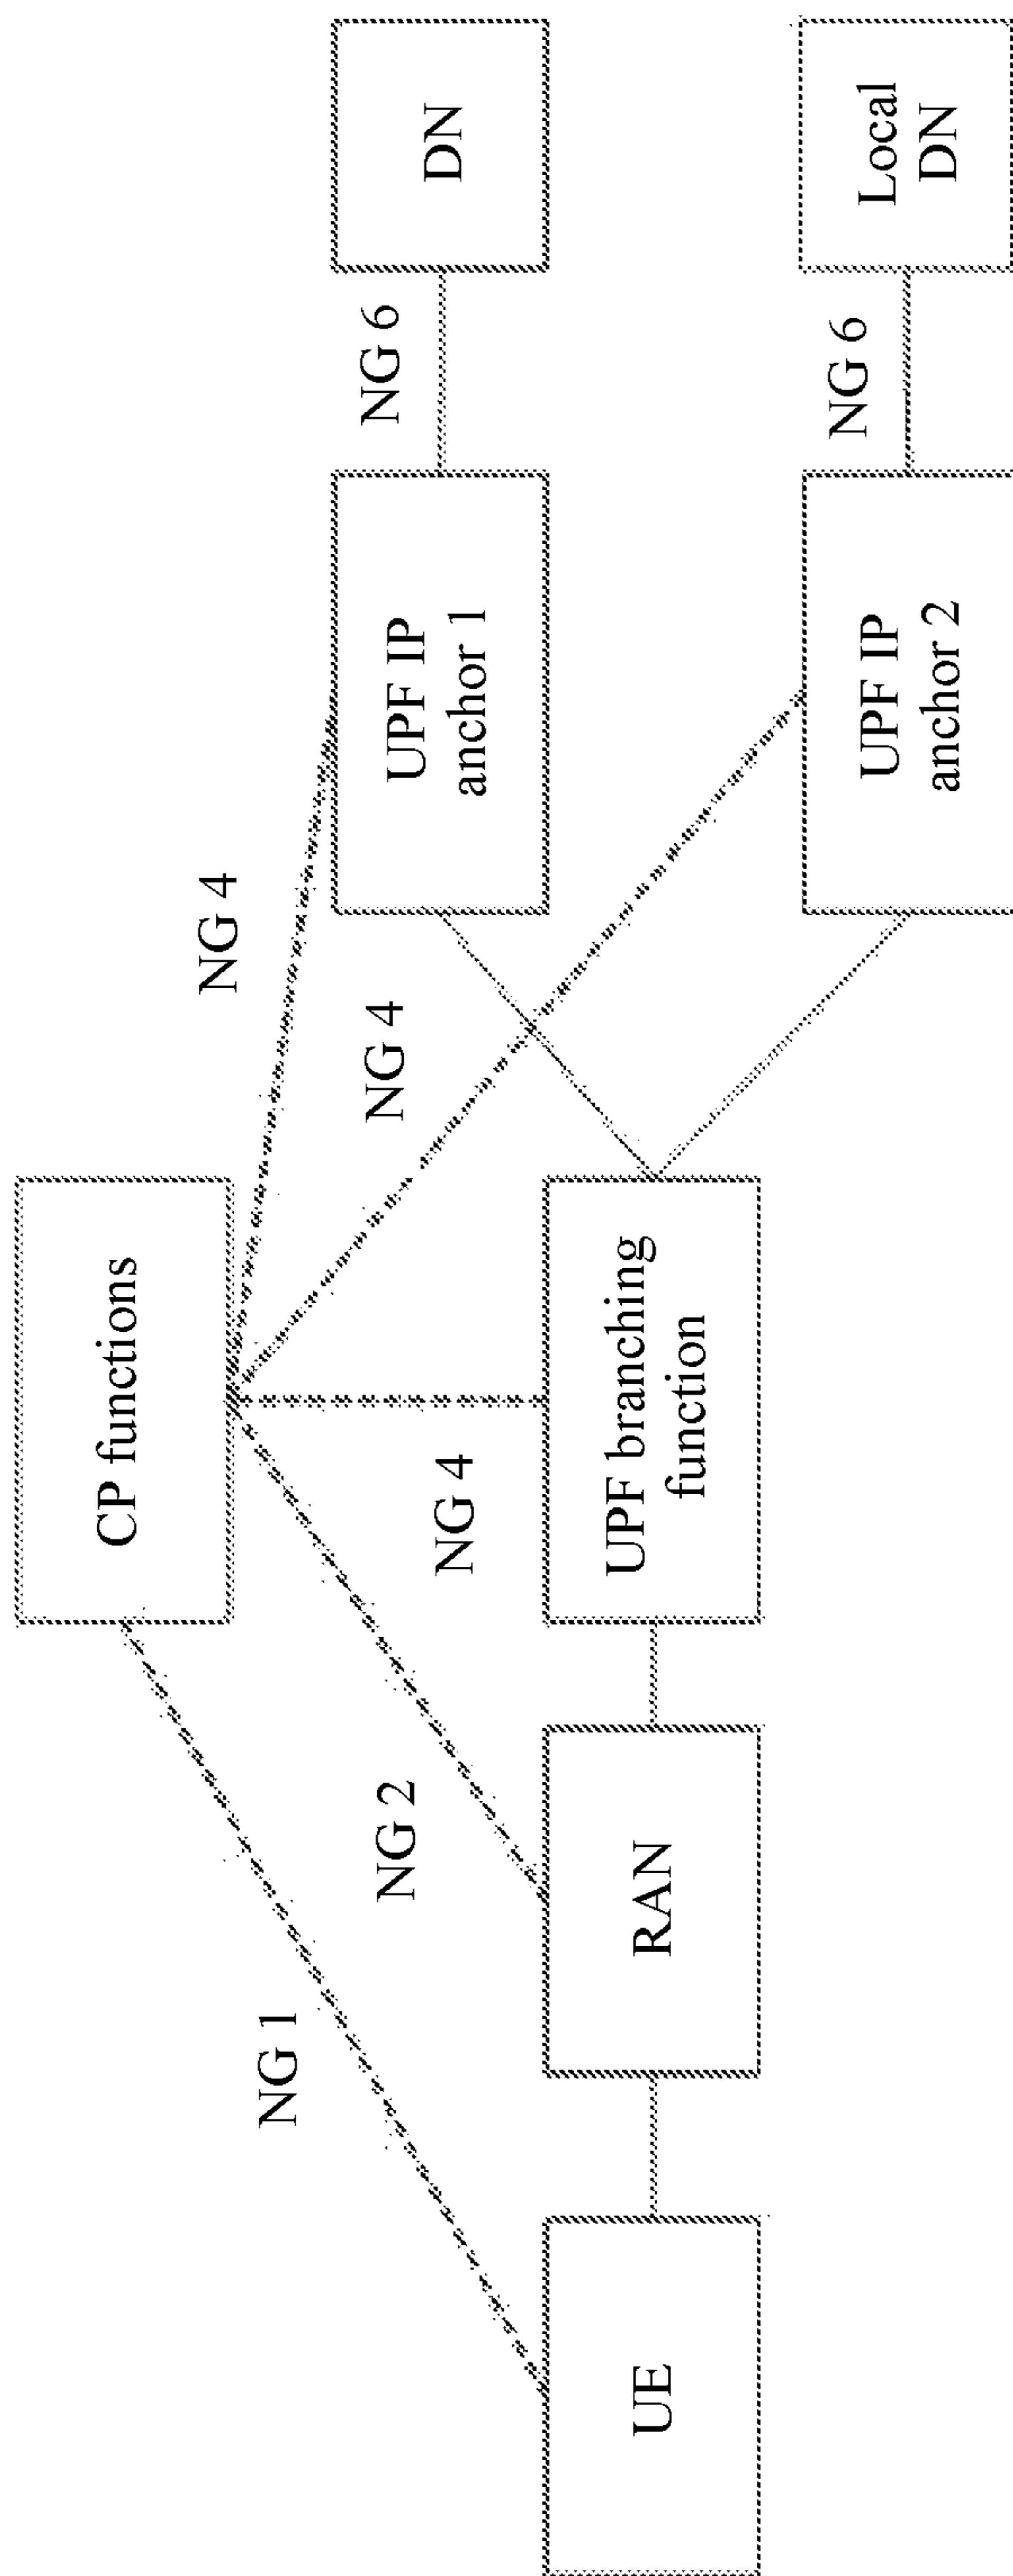 CP functions
NG 1
NG 2
NG 4
NG 4
NG 4
UE
RAN
UPF branching
function
UPF IP
anchor 1
NG 6
DN
UPF IP
anchor 2
NG 6
Local
DN